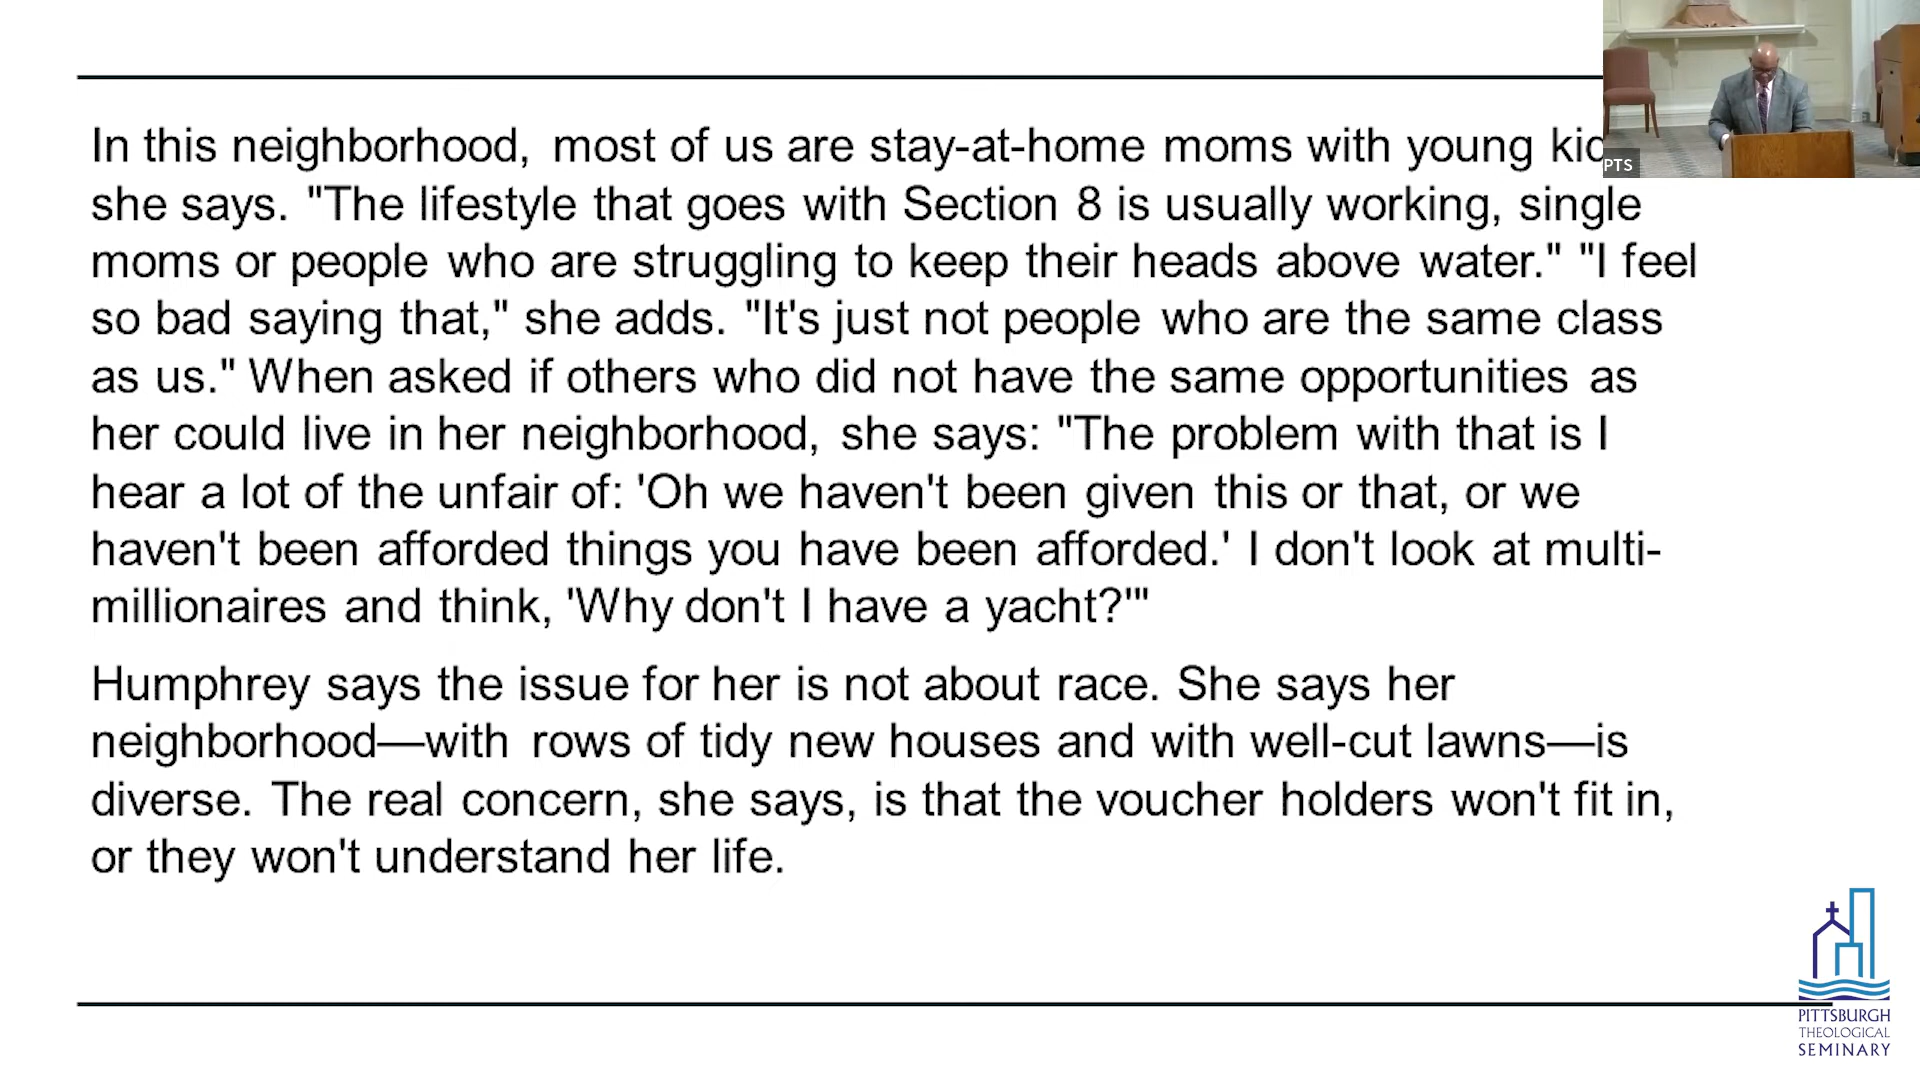 In this neighborhood, most of us are stay-at-home moms with young
she says. "The lifestyle that goes with Section 8 is usually working, single
moms or people who are struggling to keep their heads above water." "I feel
so bad saying that," she adds. "It's just not people who are the same class
as us." When asked if others who did not have the same opportunities as
her could live in her neighborhood, she says: "The problem with that is I
hear a lot of the unfair of: 'Oh we haven't been given this or that, or we
haven't been afforded things you have been afforded.' I don't look at multi-
millionaires and think, 'Why don't I have a yacht?'"
Humphrey says the issue for her is not about race. She says her
neighborhood—with rows of tidy new houses and with well-cut lawns—is
diverse. The real concern, she says, is that the voucher holders won't fit in,
or they won't understand her life.
PTS
PITTSBURGH
THEOLOGICAL
SEMINARY